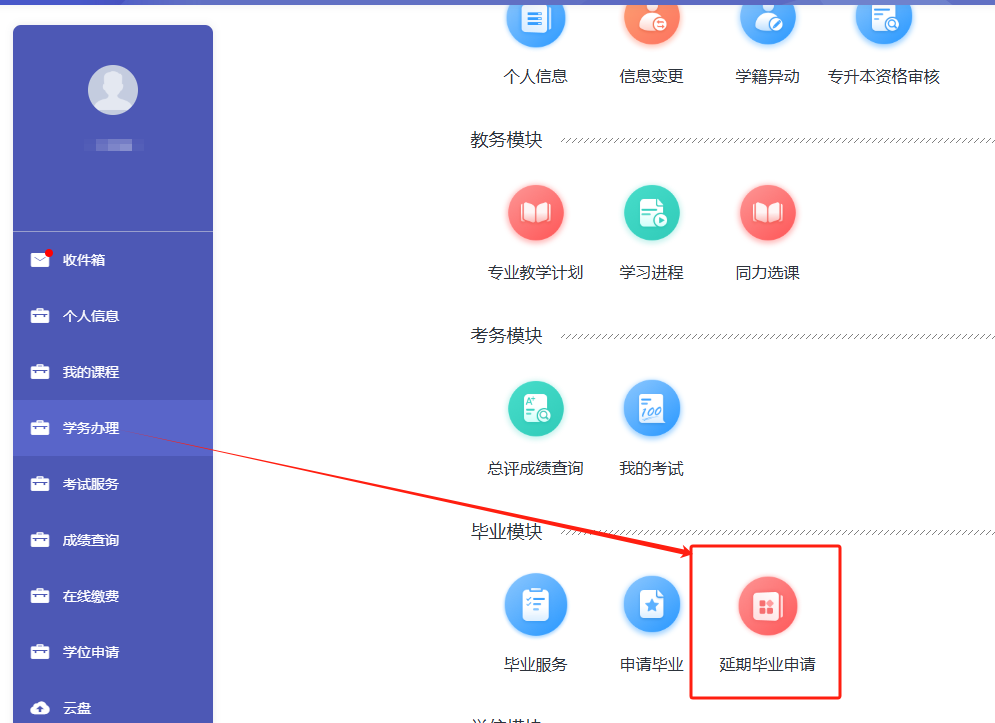 个人信息 信息变更 学籍异动 专升本资格审核
教务模块
专业教学计划 学习进程 同力选课
考务模块
A+
100
总评成绩查询 我的考试
毕业模块
毕业服务 申请毕业 延期毕业申请
收件箱
个人信息
我的课程
学务办理
考试服务
成绩查询
在线缴费
学位申请
云盘